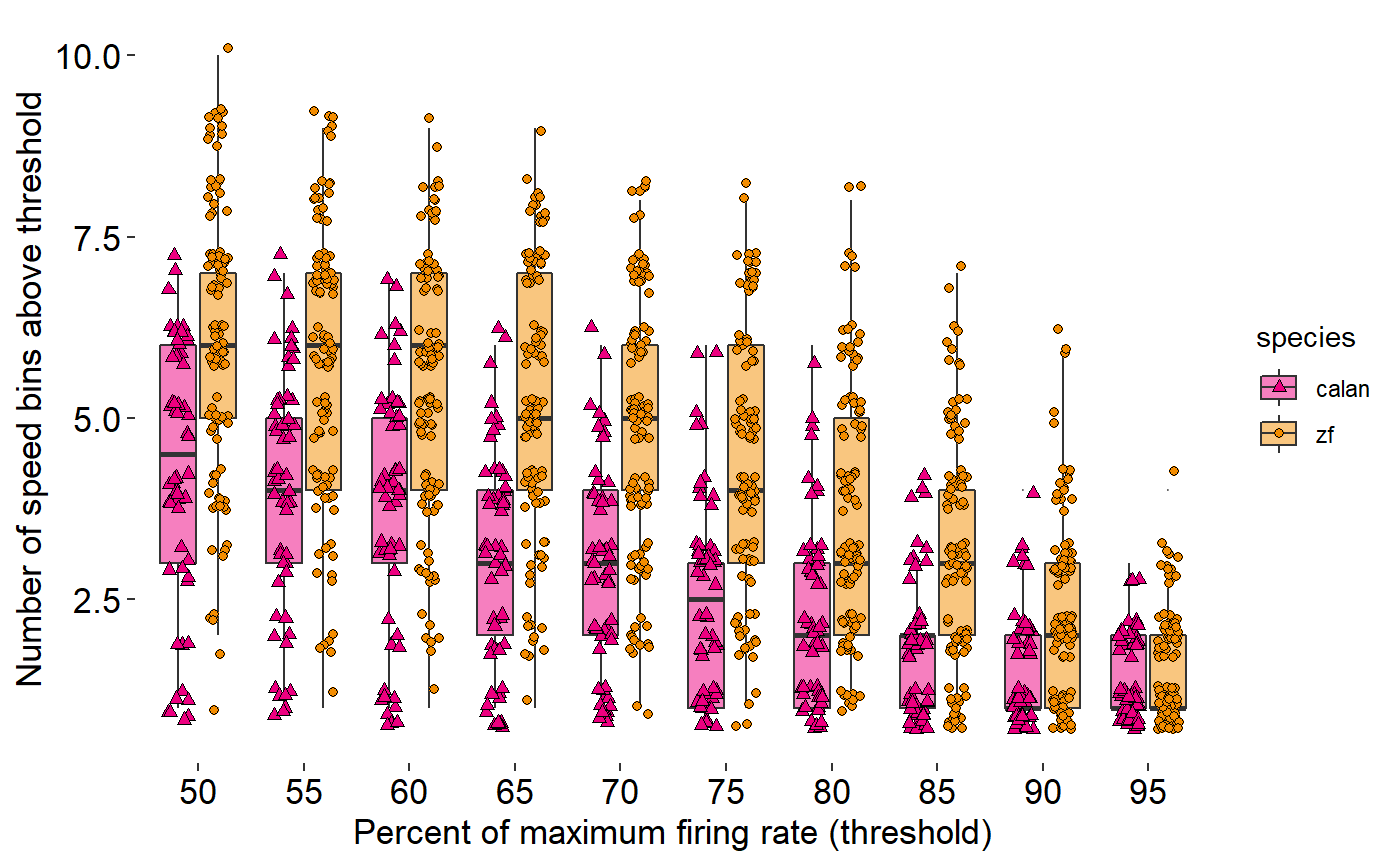 Number of speed bins above threshold
10.0
7.5
5.0
2.5
50 55 60 65 70 75 80 85 90 95
Percent of maximum firing rate (threshold)
species
calan
zf